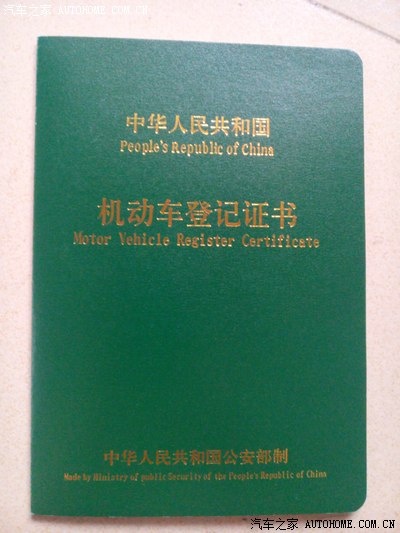 汽车之家 AUTOHOME.COM.CN
中华人民共和国
People's Republic of China
机动车登记证书
Motor Vehicle Register Certificate
中华人民共和国公安部制
Made by Ministry of public Security of the People's Republic of China
汽车之家 AUTOHOME.COM.CN